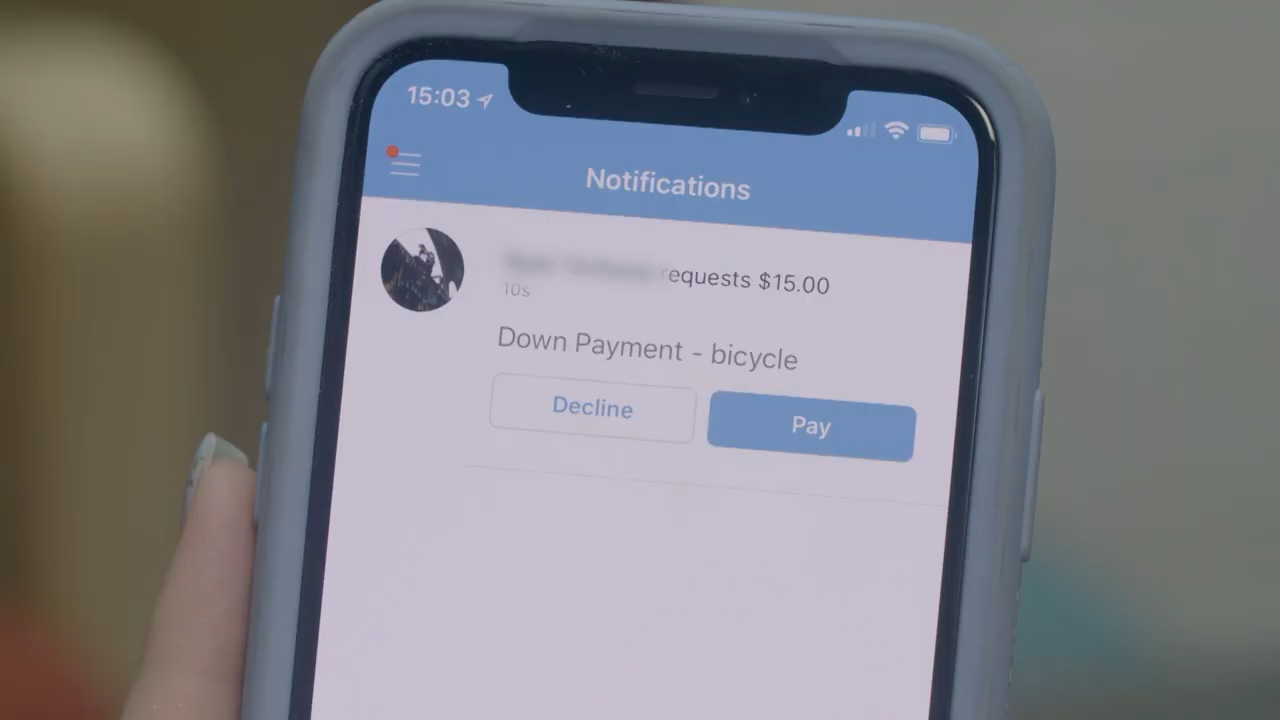 15:03
Notifications
requests $15.00
10s
Down Payment - bicycle
Decline
Pay